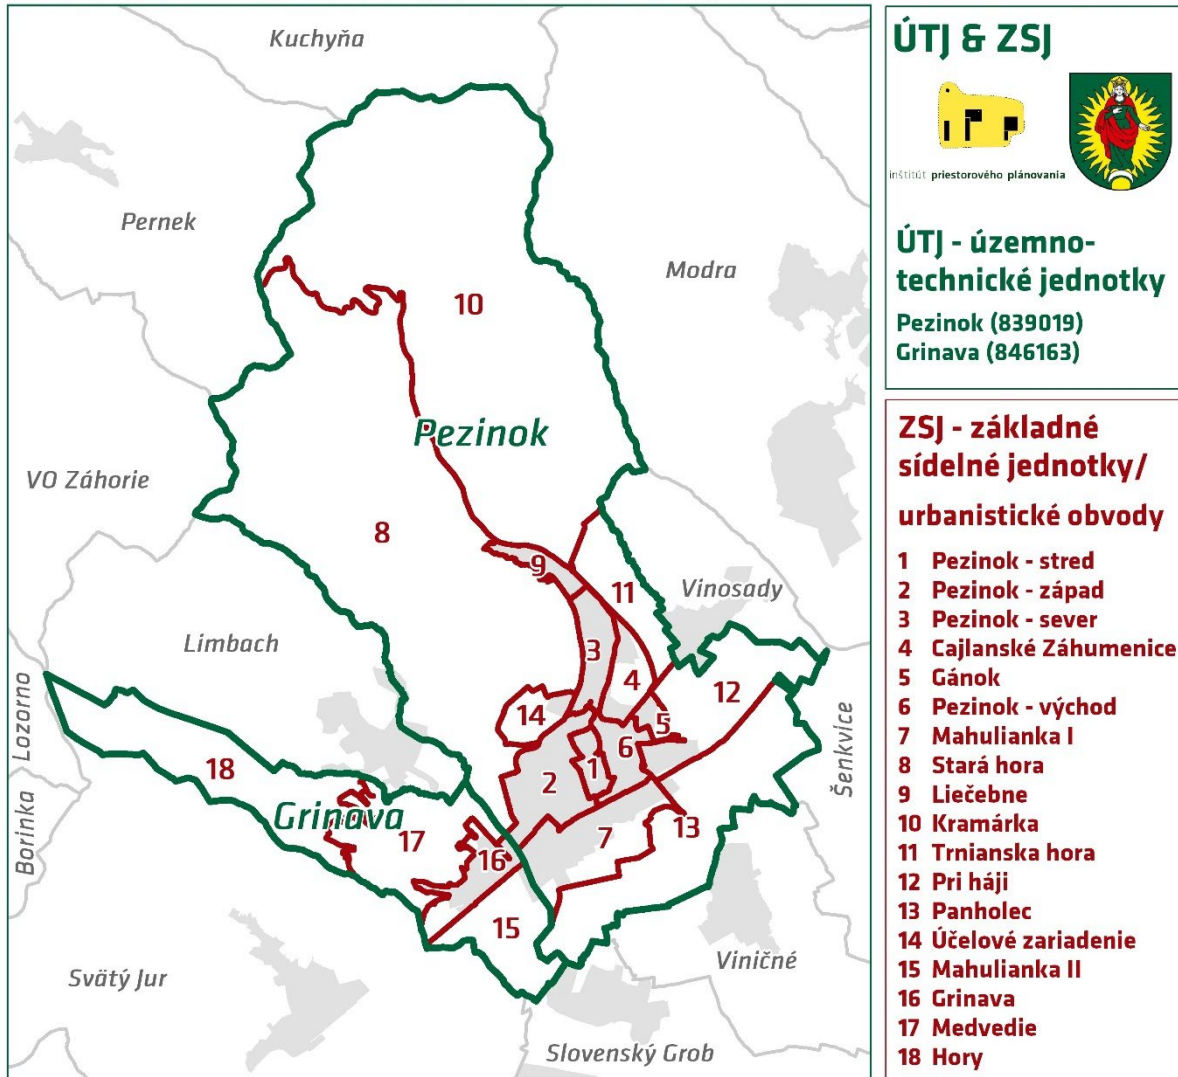 Kuchyňa
Pernek
Modra
10
Pezinok
VO Záhorie
8
9
11
Vinosady
Limbach
3
4
12
14
5
6
Lozorno
Šenkvice
18
2
1
Grinava
7
13
17
16
Borinka
15
Viničné
Svätý Jur
Slovenský Grob
ÚTJ & ZSJ
inštitút priestorového plánovania
ÚTJ - územno-
technické jednotky
Pezinok (839019)
Grinava (846163)
ZSJ - základné
sídelné jednotky/
urbanistické obvody
1 Pezinok - stred
2 Pezinok - západ
3 Pezinok - sever
4 Cajlanské Záhumenice
5 Gánok
6 Pezinok - východ
7 Mahulianka I
8 Stará hora
9 Liečebne
10 Kramárka
11 Trnianska hora
12 Pri háji
13 Panholec
14 Účelové zariadenie
15 Mahulianka II
16 Grinava
17 Medvedie
18 Hory